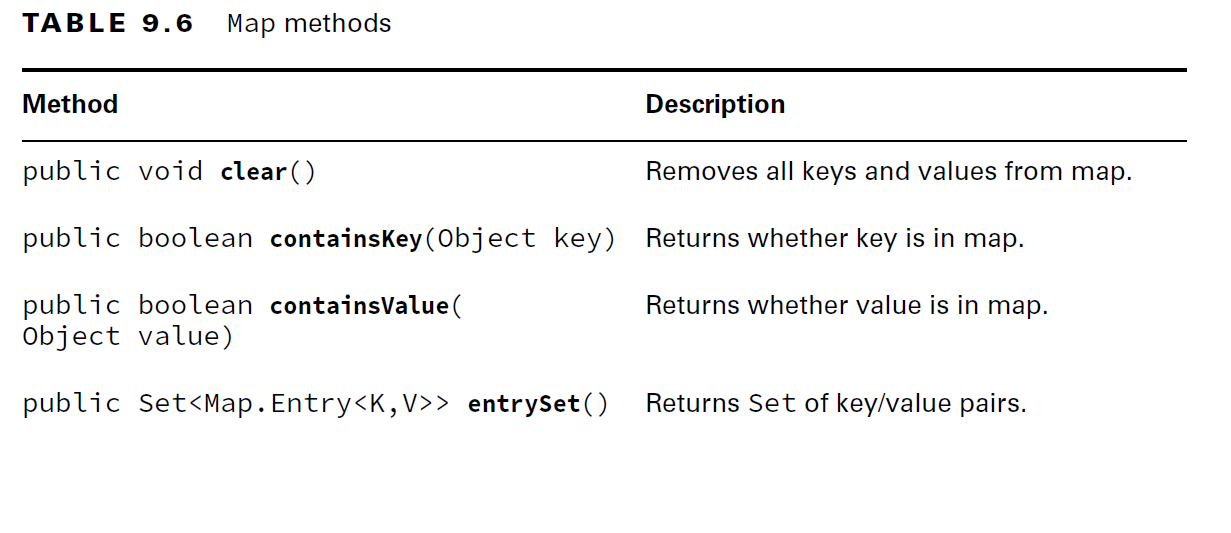 TABLE 9.6 Map methods
Method Description
public void clear() Removes all keys and values from map.
public boolean containsKey(Object key) Returns whether key is in map.
public boolean containsValue( Returns whether value is in map.
Object value)
public Set<Map.Entry<K,V>> entrySet() Returns Set of key/value pairs.